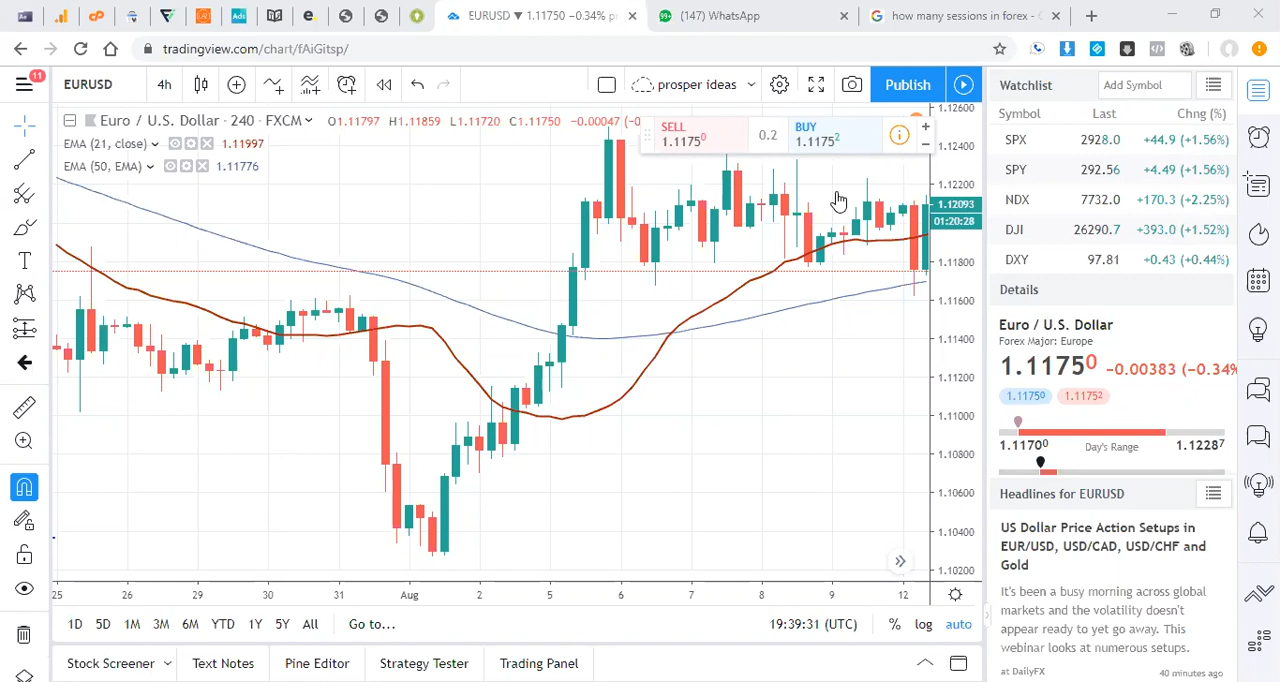 EURUSD ▼ 1.11750 −0.34% pr
(147) WhatsApp
how many sessions in forex - G
tradingview.com/chart/fAiGitsp/
11
EURUSD
4h
prosper ideas
Publish
Watchlist
Add Symbol
Euro / U.S. Dollar · 240 · FXCM
O1.11797 H1.11859 L1.11720 C1.11750 −0.00047 (−0
EMA (21, close) 1.11997
EMA (50, EMA) 1.11776
SELL
1.11750
0.2
BUY
1.11752
Symbol Last Chng (%)
SPX 2928.0 +44.9 (+1.56%)
SPY 292.56 +4.49 (+1.56%)
NDX 7732.0 +170.3 (+2.25%)
DJI 26290.7 +393.0 (+1.52%)
DXY 97.81 +0.43 (+0.44%)
1.12600
1.12400
1.12200
1.12093
01:20:28
1.11800
1.11600
1.11400
1.11200
1.11000
1.10800
1.10600
1.10400
1.10200
Details
Euro / U.S. Dollar
Forex Major: Europe
1.11750 −0.00383 (−0.34%
1.11750 1.11752
1.11700 Day's Range 1.12287
Headlines for EURUSD
US Dollar Price Action Setups in
EUR/USD, USD/CAD, USD/CHF and
Gold
It's been a busy morning across global
markets and the volatility doesn't
appear ready to yet go away. This
webinar looks at numerous setups.
at DailyFX 40 minutes ago
25 26 29 30 31 Aug 2 5 6 7 8 9 12
1D 5D 1M 3M 6M YTD 1Y 5Y All Go to...
19:39:31 (UTC) % log auto
Stock Screener Text Notes Pine Editor Strategy Tester Trading Panel